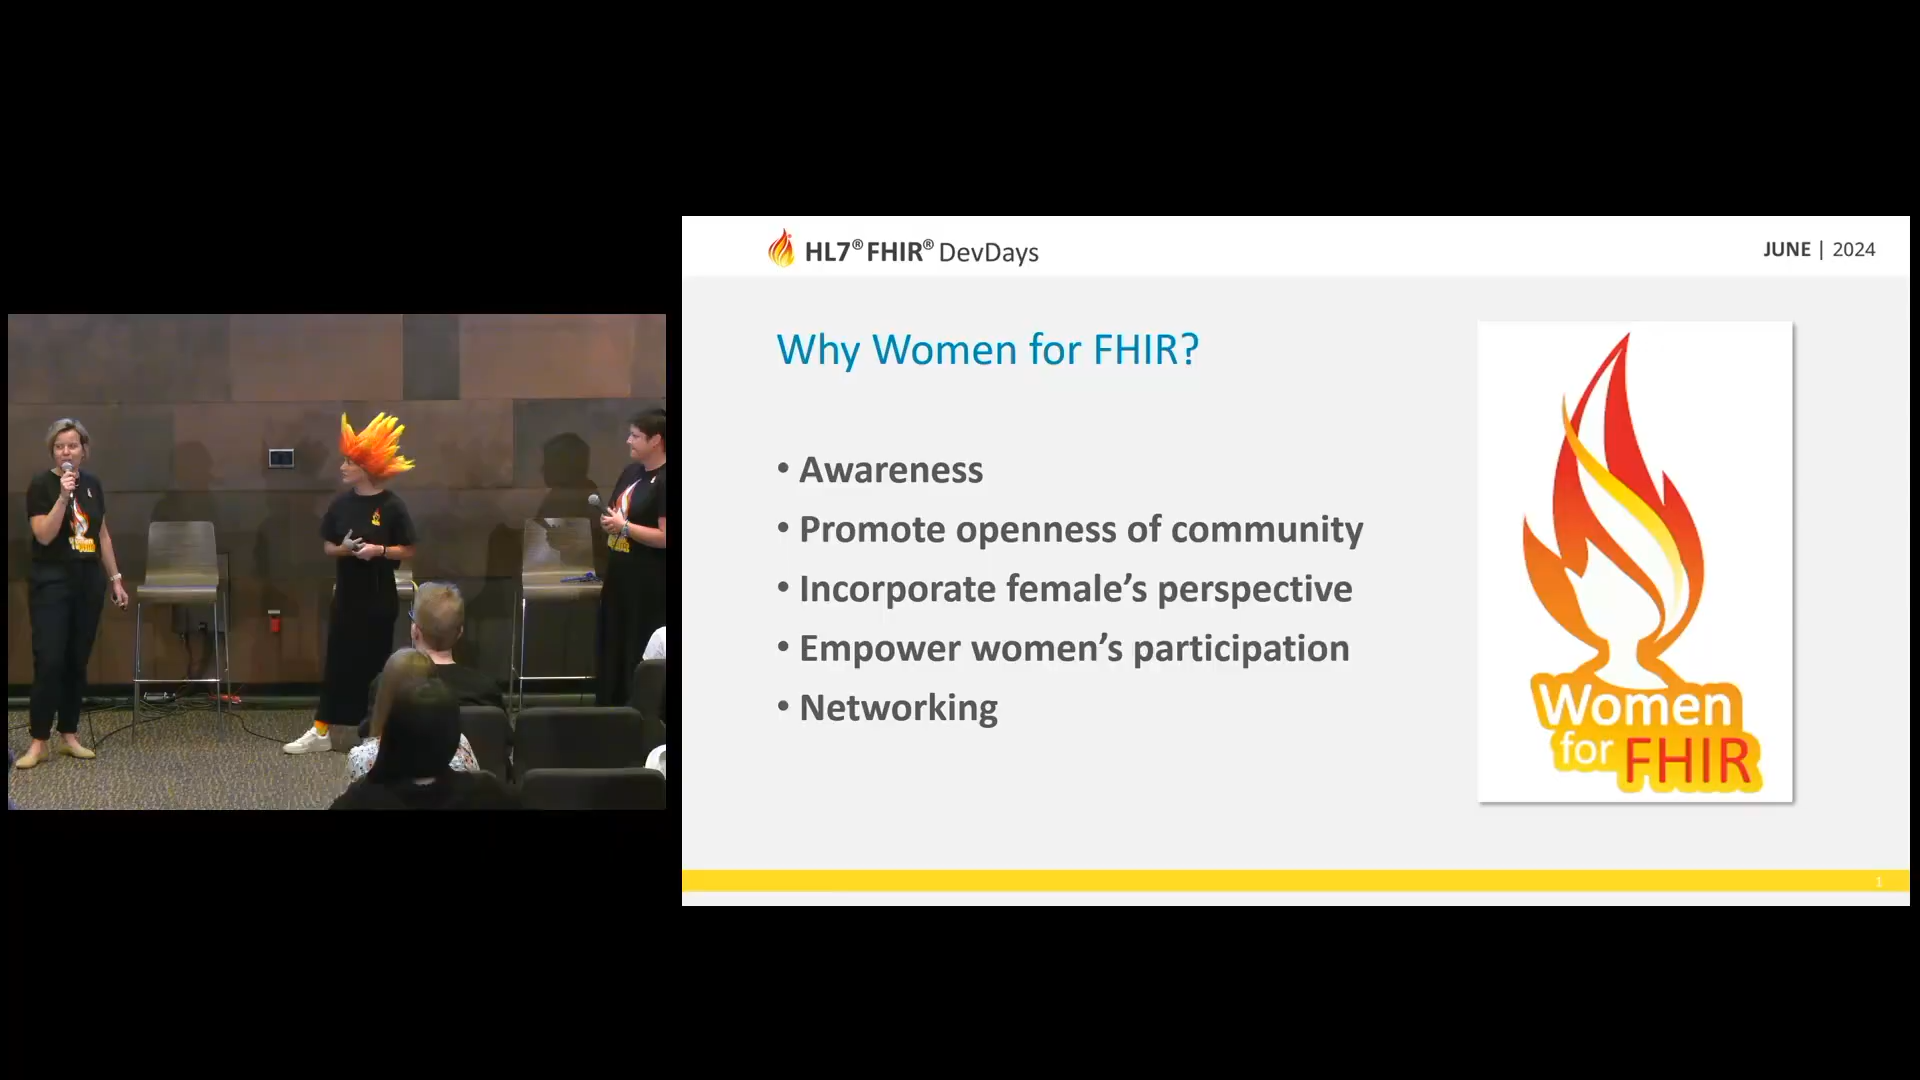 HL7® FHIR® DevDays
JUNE | 2024
Why Women for FHIR?
• Awareness
• Promote openness of community
• Incorporate female’s perspective
• Empower women’s participation
• Networking
Women
for FHIR
1